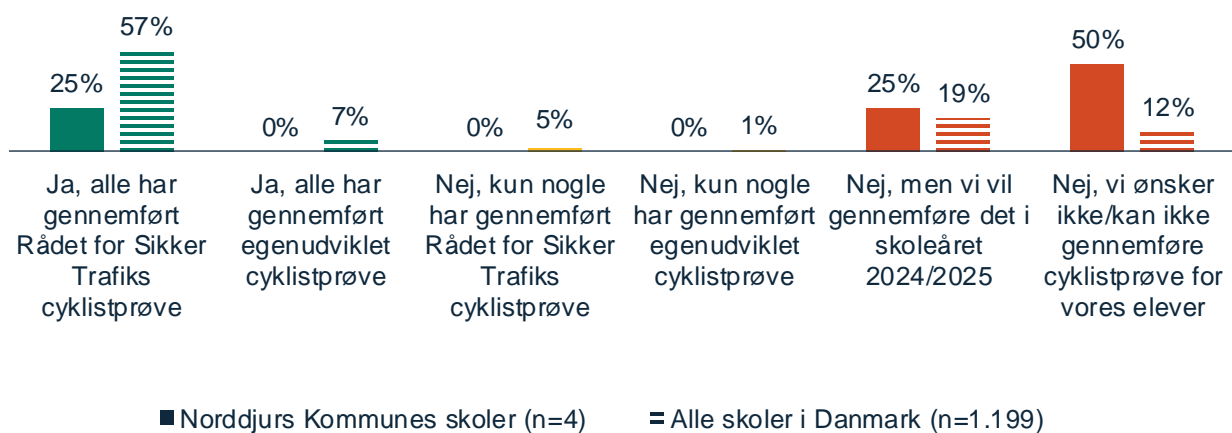 57%
25%
0%
7%
0%
5%
0%
1%
25%
19%
50%
12%
Ja, alle har
gennemført
Rådet for Sikker
Trafiks
cyklistprøve
Ja, alle har
gennemført
egenudviklet
cyklistprøve
Nej, kun nogle
har gennemført
Rådet for Sikker
Trafiks
cyklistprøve
Nej, kun nogle
har gennemført
egenudviklet
cyklistprøve
Nej, men vi vil
gennemføre det i
skoleåret
2024/2025
Nej, vi ønsker
ikke/kan ikke
gennemføre
cyklistprøve for
vores elever
Norddjurs Kommunes skoler (n=4)
Alle skoler i Danmark (n=1.199)